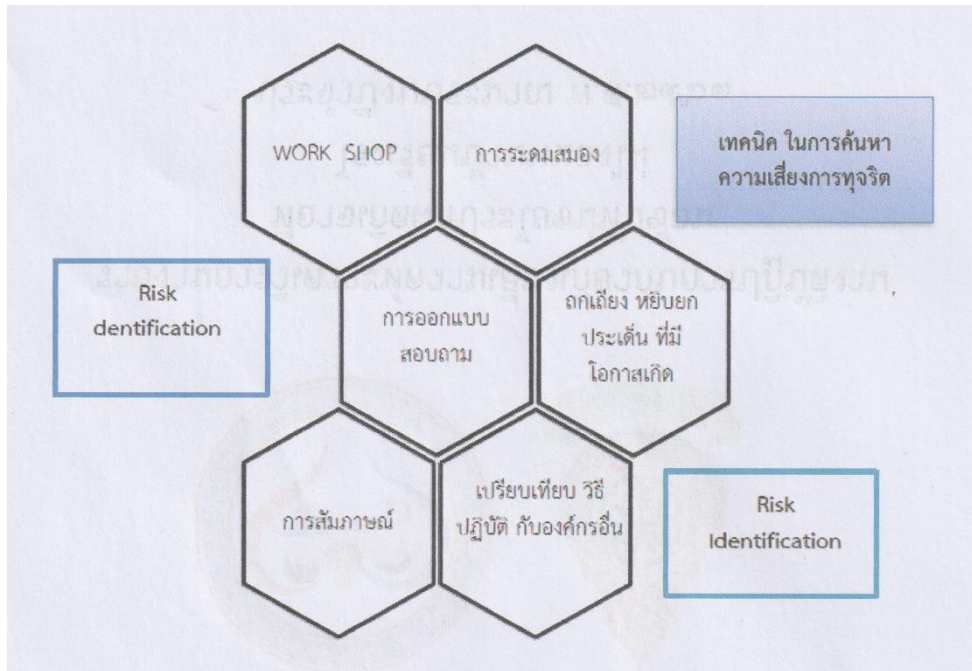 WORK SHOP
การระดมสมอง
เทคนิค ในการค้นหา
ความเสี่ยงการทุจริต
Risk
dentification
การออกแบบ
สอบถาม
ถกเถียง หยิบยก
ประเด็น ที่มี
โอกาสเกิด
การสัมภาษณ์
เปรียบเทียบ วิธี
ปฏิบัติ กับองค์กรอื่น
Risk
Identification